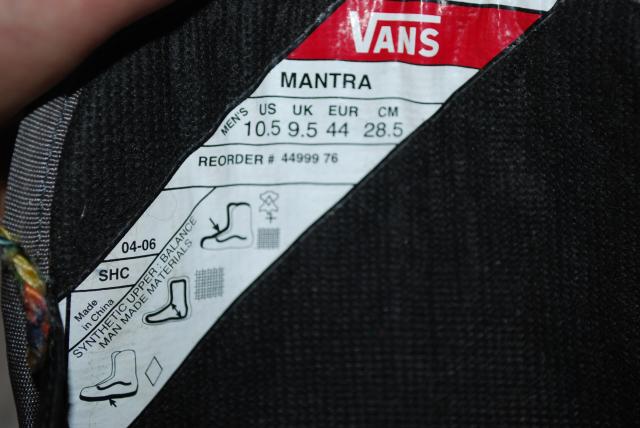 VANS
MANTRA
MEN'S US UK EUR CM
10.5 9.5 44 28.5
REORDER # 44999 76
04-06
SHC
Made
in China
SYNTHETIC UPPER: BALANCE
MAN MADE MATERIALS